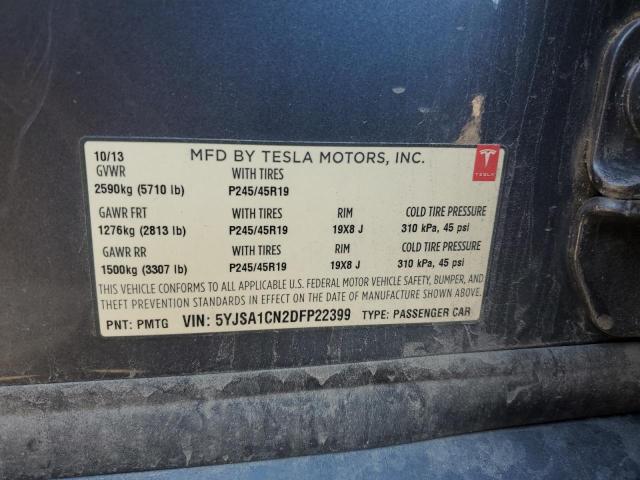 10/13 MFD BY TESLA MOTORS, INC.
TESLA
GVWR WITH TIRES
2590kg (5710 lb) P245/45R19
GAWR FRT WITH TIRES RIM COLD TIRE PRESSURE
1276kg (2813 lb) P245/45R19 19X8 J 310 kPa, 45 psi
GAWR RR WITH TIRES RIM COLD TIRE PRESSURE
1500kg (3307 lb) P245/45R19 19X8 J 310 kPa, 45 psi
THIS VEHICLE CONFORMS TO ALL APPLICABLE U.S. FEDERAL MOTOR VEHICLE SAFETY, BUMPER, AND
THEFT PREVENTION STANDARDS IN EFFECT ON THE DATE OF MANUFACTURE SHOWN ABOVE.
PNT: PMTG VIN: 5YJSA1CN2DFP22399 TYPE: PASSENGER CAR